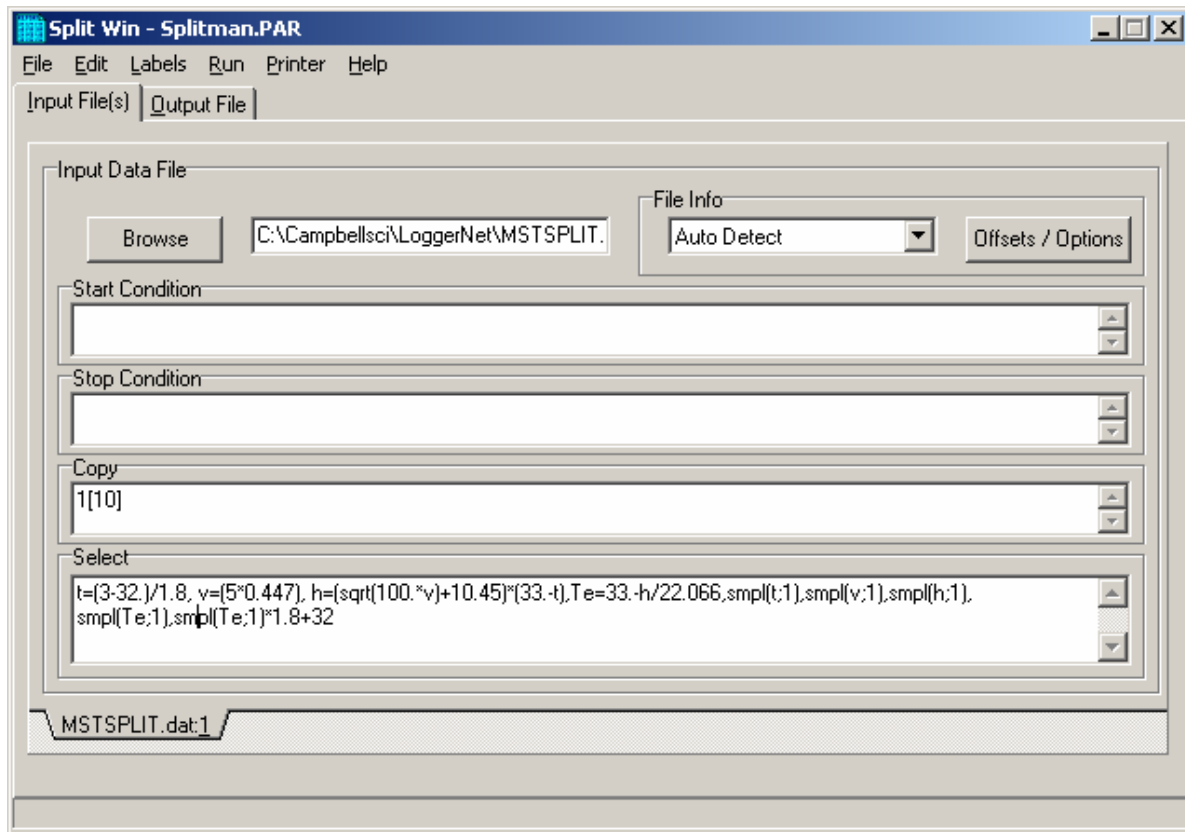 Split Win - Splitman.PAR
File Edit Labels Run Printer Help
Input File(s) Output File
Input Data File
File Info
Browse C:\Campbellsci\LoggerNet\MSTSPLIT. Auto Detect Offsets / Options
Start Condition
Stop Condition
Copy
1[10]
Select
t=(3-32.)/1.8, v=(5*0.447), h=(sqrt(100.*v)+10.45)*(33.-t),Te=33.-h/22.066,smpl(t;1),smpl(v;1),smpl(h;1),
smpl(Te;1),smpl(Te;1)*1.8+32
MSTSPLIT.dat:1